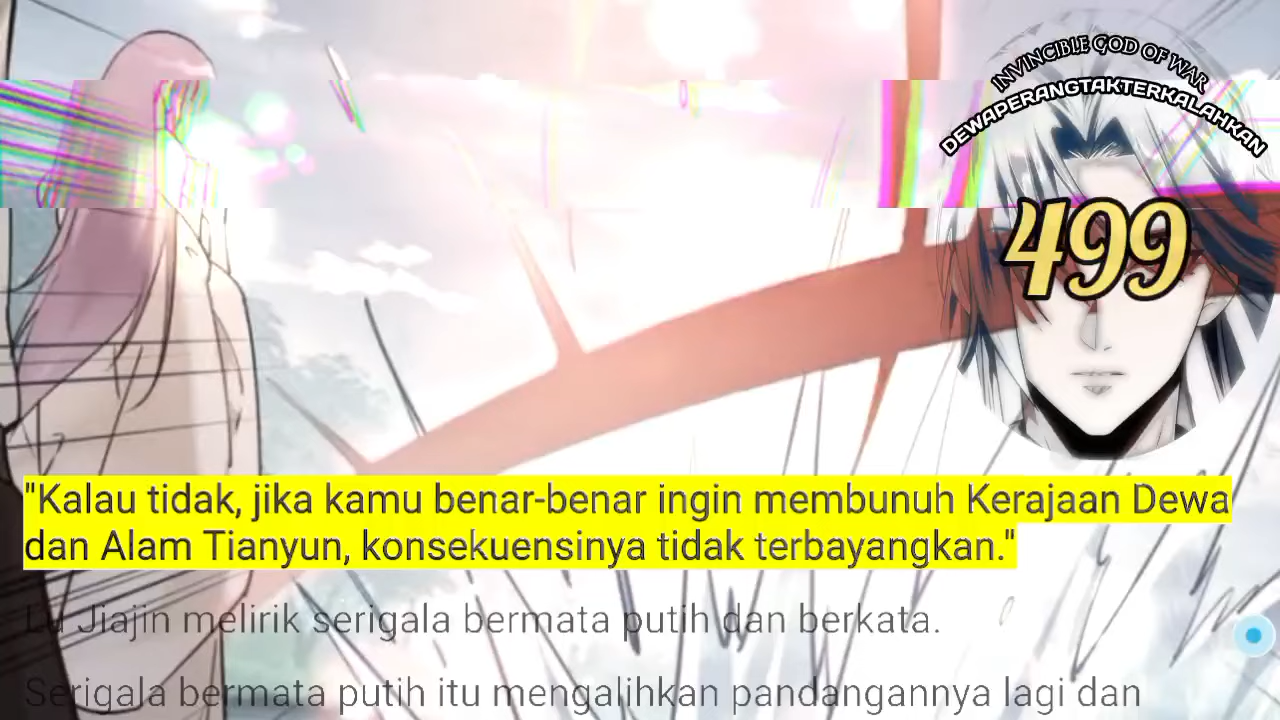 INVINCIBLE GOD OF WAR
DEWAPERANGTAKTERKALAHKAN
499
"Kalau tidak, jika kamu benar-benar ingin membunuh Kerajaan Dewa
dan Alam Tianyun, konsekuensinya tidak terbayangkan."
Lu Jiajin melirik serigala bermata putih dan berkata.
Serigala bermata putih itu mengalihkan pandangannya lagi dan